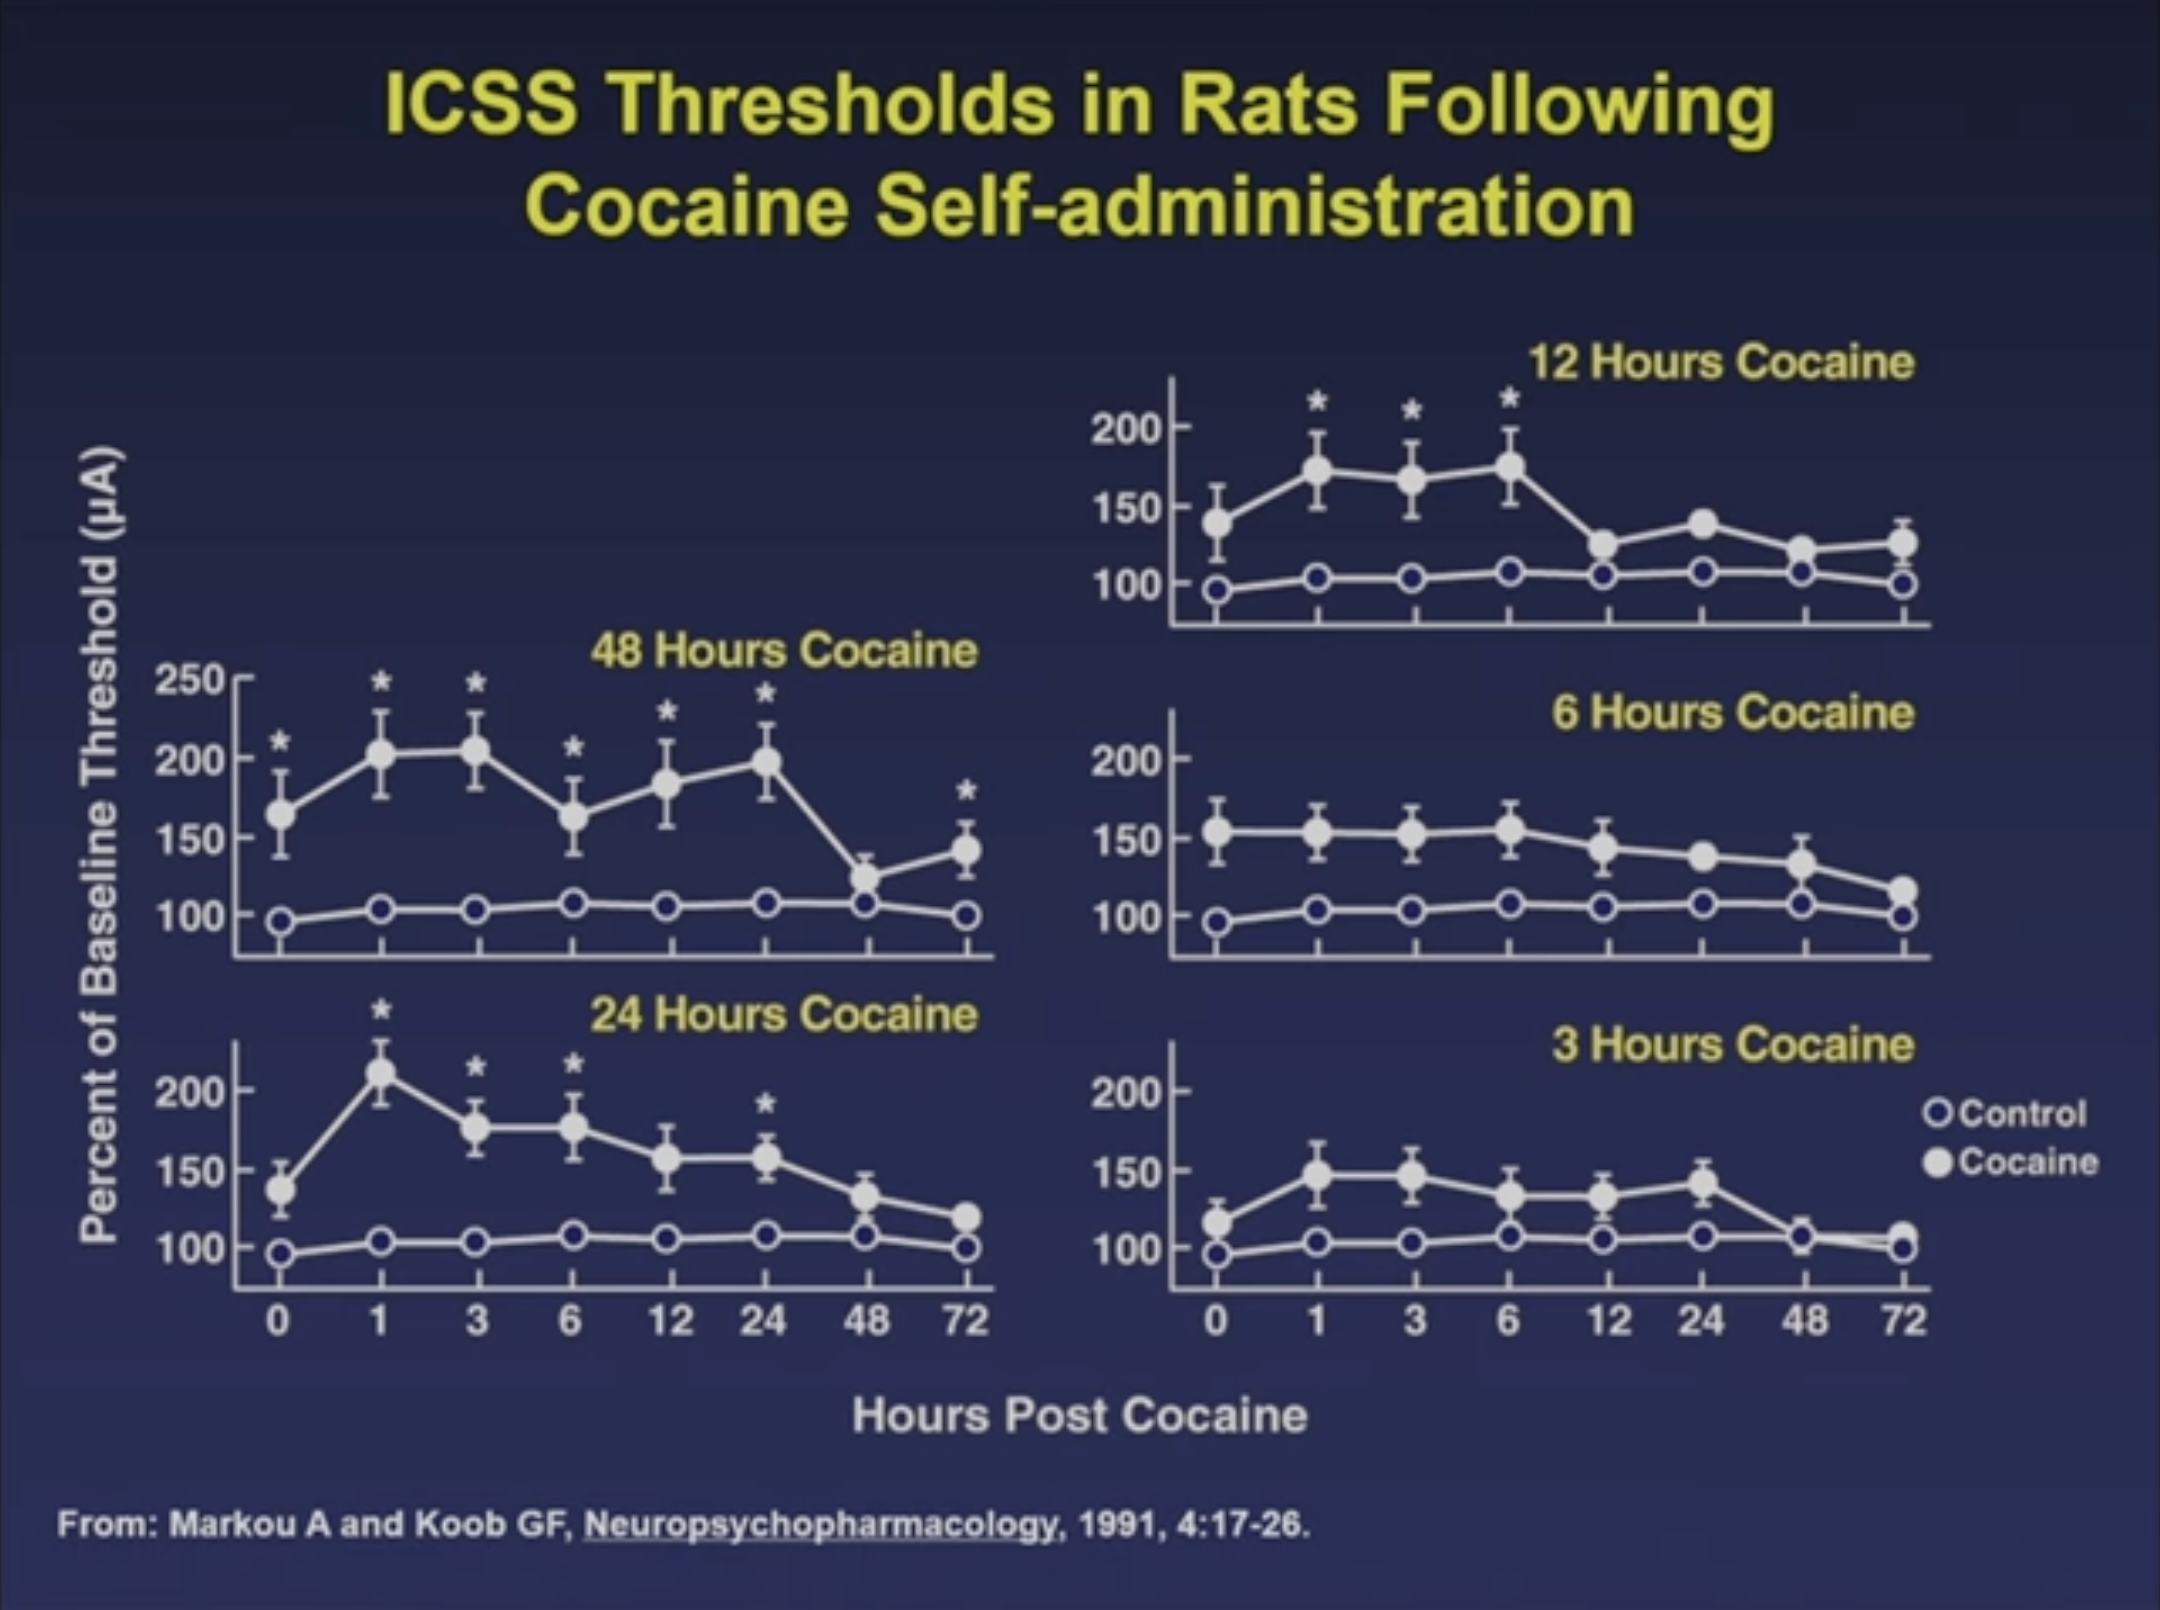 ICSS Thresholds in Rats Following
Cocaine Self-administration
Percent of Baseline Threshold (µA)
48 Hours Cocaine
250
200
150
100
* * * * * * *
24 Hours Cocaine
200
150
100
* * * *
0 1 3 6 12 24 48 72
12 Hours Cocaine
200
150
100
* * *
6 Hours Cocaine
200
150
100
3 Hours Cocaine
200
150
100
0 1 3 6 12 24 48 72
Control
Cocaine
Hours Post Cocaine
From: Markou A and Koob GF, Neuropsychopharmacology, 1991, 4:17-26.